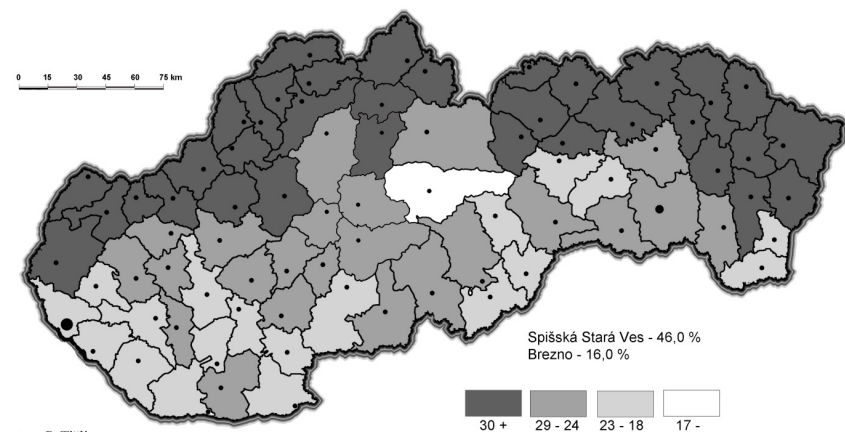 0 15 30 45 60 75 km
Spišská Stará Ves - 46,0 %
Brezno - 16,0 %
30 + 29 - 24 23 - 18 17 -